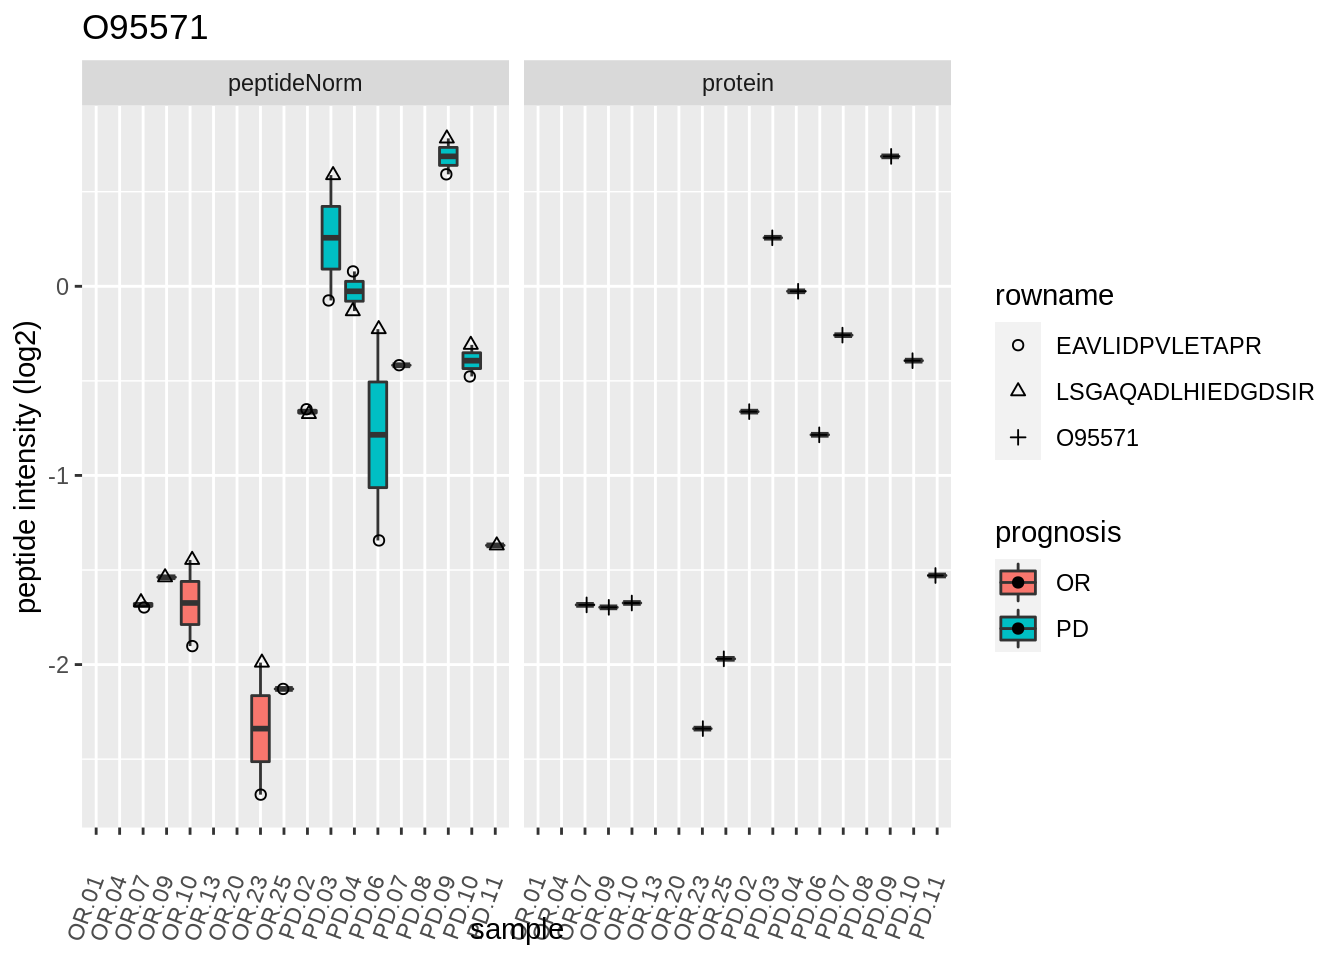 O95571
peptideNorm
protein
peptide intensity (log2)
0
-1
-2
OR.01
OR.04
OR.07
OR.09
OR.10
OR.13
OR.20
OR.23
OR.25
PD.02
PD.03
PD.04
PD.06
PD.07
PD.08
PD.09
PD.10
PD.11
OR.01
OR.04
OR.07
OR.09
OR.10
OR.13
OR.20
OR.23
OR.25
PD.02
PD.03
PD.04
PD.06
PD.07
PD.08
PD.09
PD.10
PD.11
sample
rowname
EAVLIDPVLETAPR
LSGAQADLHIEDGDSIR
O95571
prognosis
OR
PD